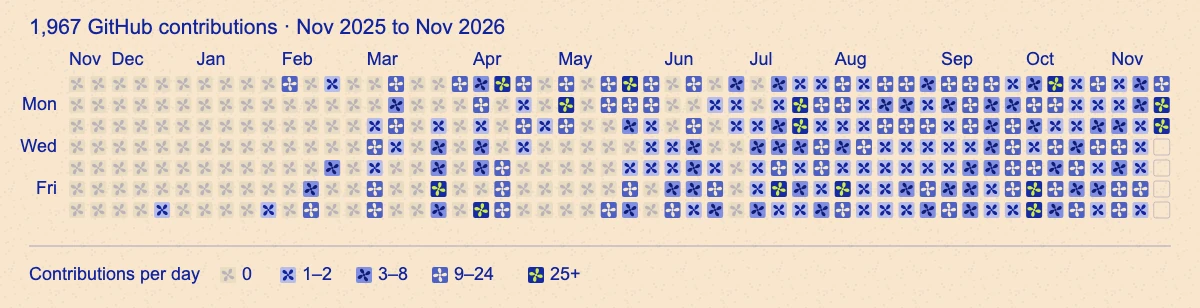 1,967 GitHub contributions · Nov 2025 to Nov 2026
Nov Dec Jan Feb Mar Apr May Jun Jul Aug Sep Oct Nov
Mon
Wed
Fri
Contributions per day 0 1–2 3–8 9–24 25+